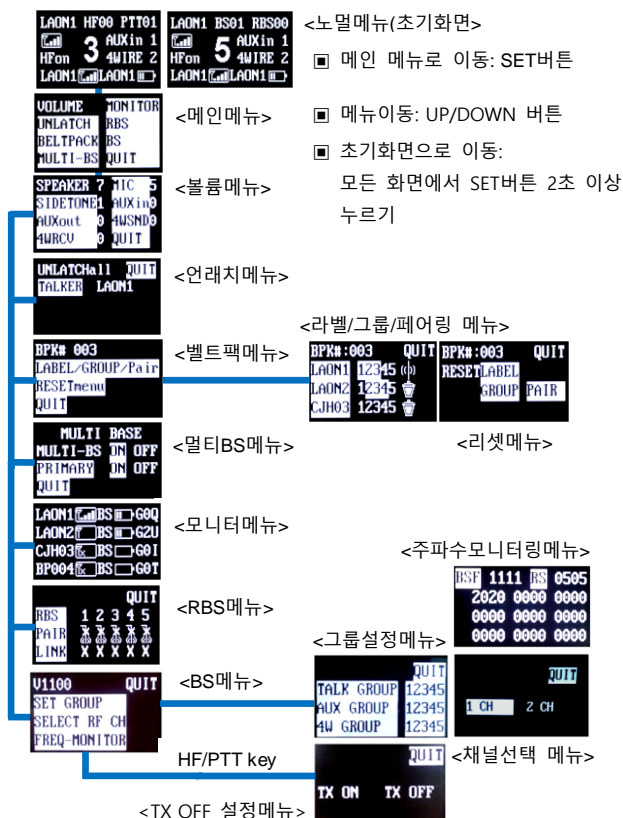 LAON1 HF00 PTT01
AUXin 1
HFon 3 4WIRE 2
LAON1 LAON1
LAON1 BS01 RBS00
AUXin 1
HFon 5 4WIRE 2
LAON1 LAON1
<노멀메뉴(초기화면>
▣ 메인 메뉴로 이동: SET버튼
VOLUME MONITOR
UNLATCH RBS
BELTPACK BS
MULTI-BS QUIT
<메인메뉴>
▣ 메뉴이동: UP/DOWN 버튼
▣ 초기화면으로 이동:
모든 화면에서 SET버튼 2초 이상
누르기
SPEAKER 7 MIC 5
SIDETONE1 AUXin0
AUXout 0 4WSND0
4WRCV 0 QUIT
<볼륨메뉴>
UNLATCHall QUIT
TALKER LAON1
<언래치메뉴>
<라벨/그룹/페어링 메뉴>
BPK# 003
LABEL/GROUP/Pair
RESETmenu
QUIT
<벨트팩메뉴>
BPK#:003 QUIT
LAON1 12345
LAON2 12345
CJH03 12345
BPK#:003 QUIT
RESET LABEL
GROUP PAIR
<리셋메뉴>
MULTI BASE
MULTI-BS ON OFF
PRIMARY ON OFF
QUIT
<멀티BS메뉴>
LAON1 BS G0Q
LAON2 BS G2U
CJH03 BS G0I
BP004 BS G0T
<모니터메뉴>
<주파수모니터링메뉴>
BSF 1111 RS 0505
2020 0000 0000
0000 0000 0000
0000 0000 0000
QUIT
RBS 1 2 3 4 5
PAIR
LINK X X X X X
<RBS메뉴>
<그룹설정메뉴>
V1100 QUIT
SET GROUP
SELECT RF CH
FREQ-MONITOR
<BS메뉴>
QUIT
TALK GROUP 12345
AUX GROUP 12345
4W GROUP 12345
QUIT
1 CH 2 CH
<채널선택 메뉴>
HF/PTT key
QUIT
TX ON TX OFF
<TX OFF 설정메뉴>